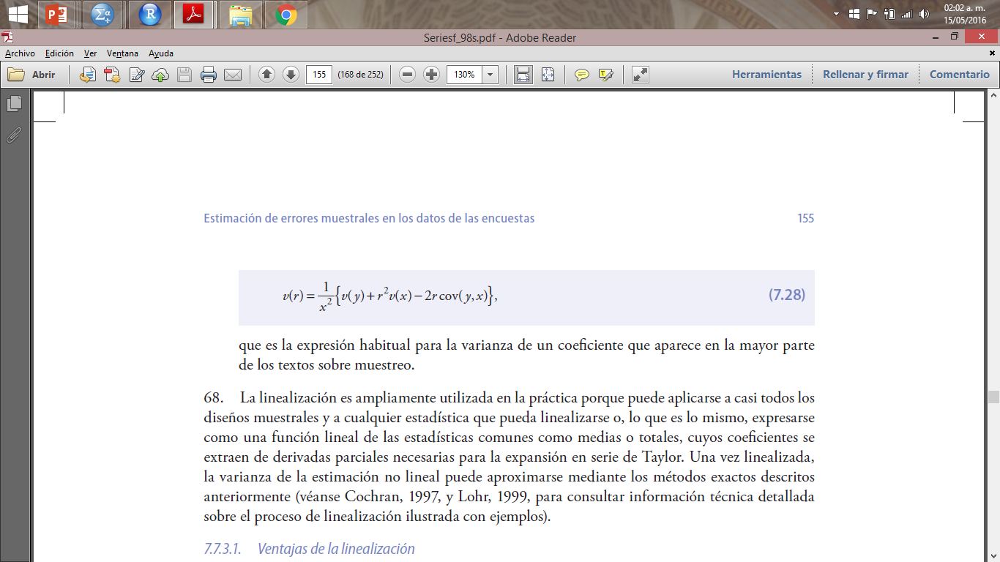 02:02 a. m.
15/05/2016
Seriesf_98s.pdf - Adobe Reader
Archivo Edición Ver Ventana Ayuda
Abrir 155 (168 de 252) 130% Herramientas Rellenar y firmar Comentario
Estimación de errores muestrales en los datos de las encuestas 155
v(r) = 1/x² {v(y) + r²v(x) − 2r cov(y, x)}, (7.28)
que es la expresión habitual para la varianza de un coeficiente que aparece en la mayor parte
de los textos sobre muestreo.
68. La linealización es ampliamente utilizada en la práctica porque puede aplicarse a casi todos los
diseños muestrales y a cualquier estadística que pueda linealizarse o, lo que es lo mismo, expresarse
como una función lineal de las estadísticas comunes como medias o totales, cuyos coeficientes se
extraen de derivadas parciales necesarias para la expansión en serie de Taylor. Una vez linealizada,
la varianza de la estimación no lineal puede aproximarse mediante los métodos exactos descritos
anteriormente (véanse Cochran, 1997, y Lohr, 1999, para consultar información técnica detallada
sobre el proceso de linealización ilustrada con ejemplos).
7.7.3.1. Ventajas de la linealización